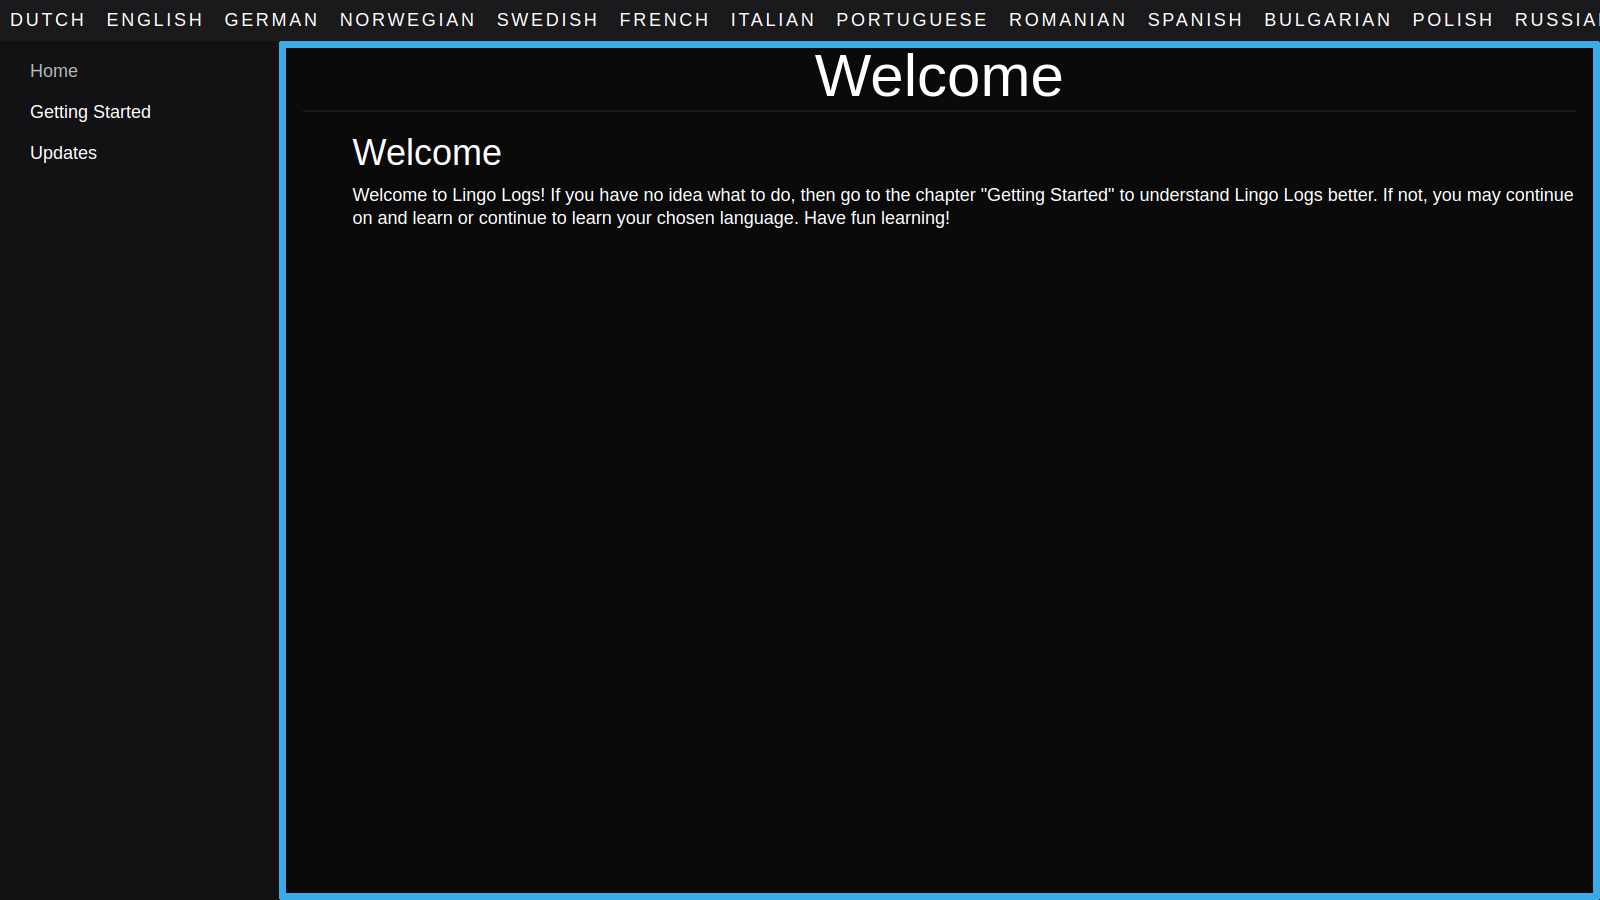 DUTCH ENGLISH GERMAN NORWEGIAN SWEDISH FRENCH ITALIAN PORTUGUESE ROMANIAN SPANISH BULGARIAN POLISH
Home
Getting Started
Updates
Welcome
Welcome
Welcome to Lingo Logs! If you have no idea what to do, then go to the chapter "Getting Started" to understand Lingo Logs better. If not, you may continue
on and learn or continue to learn your chosen language. Have fun learning!